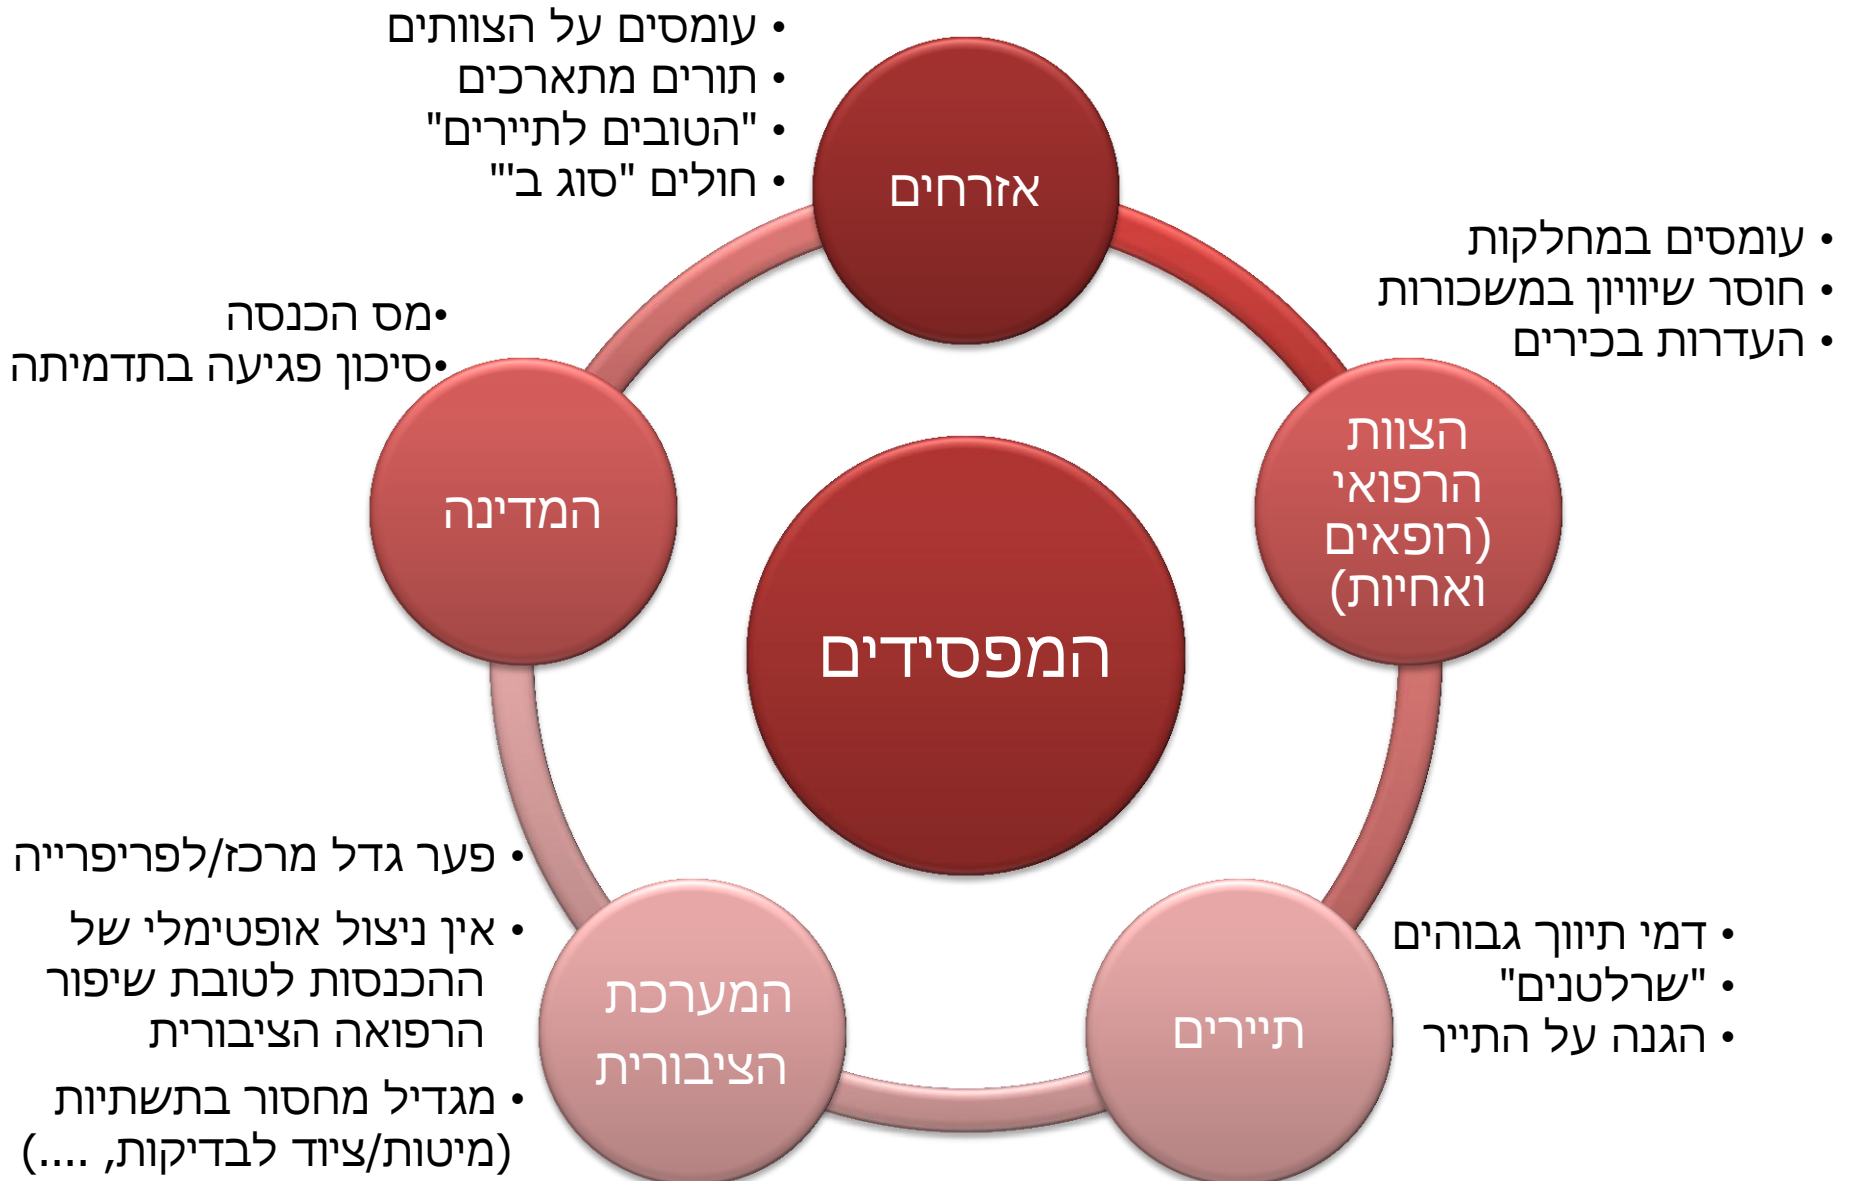 • עומסים על הצוותים
• תורים מתארכים
• "הטובים לתיירים"
• חולים "סוג ב'"
אזרחים
• עומסים במחלקות
• חוסר שיוויון במשכורות
• העדרות בכירים
הצוות
הרפואי
(רופאים
ואחיות)
•מס הכנסה
•סיכון פגיעה בתדמיתה
המדינה
המפסידים
• דמי תיווך גבוהים
• "שרלטנים"
• הגנה על התייר
תיירים
• פער גדל מרכז/לפריפרייה
• אין ניצול אופטימלי של
ההכנסות לטובת שיפור
הרפואה הציבורית
• מגדיל מחסור בתשתיות
(מיטות/ציוד לבדיקות, ....)
המערכת
הציבורית